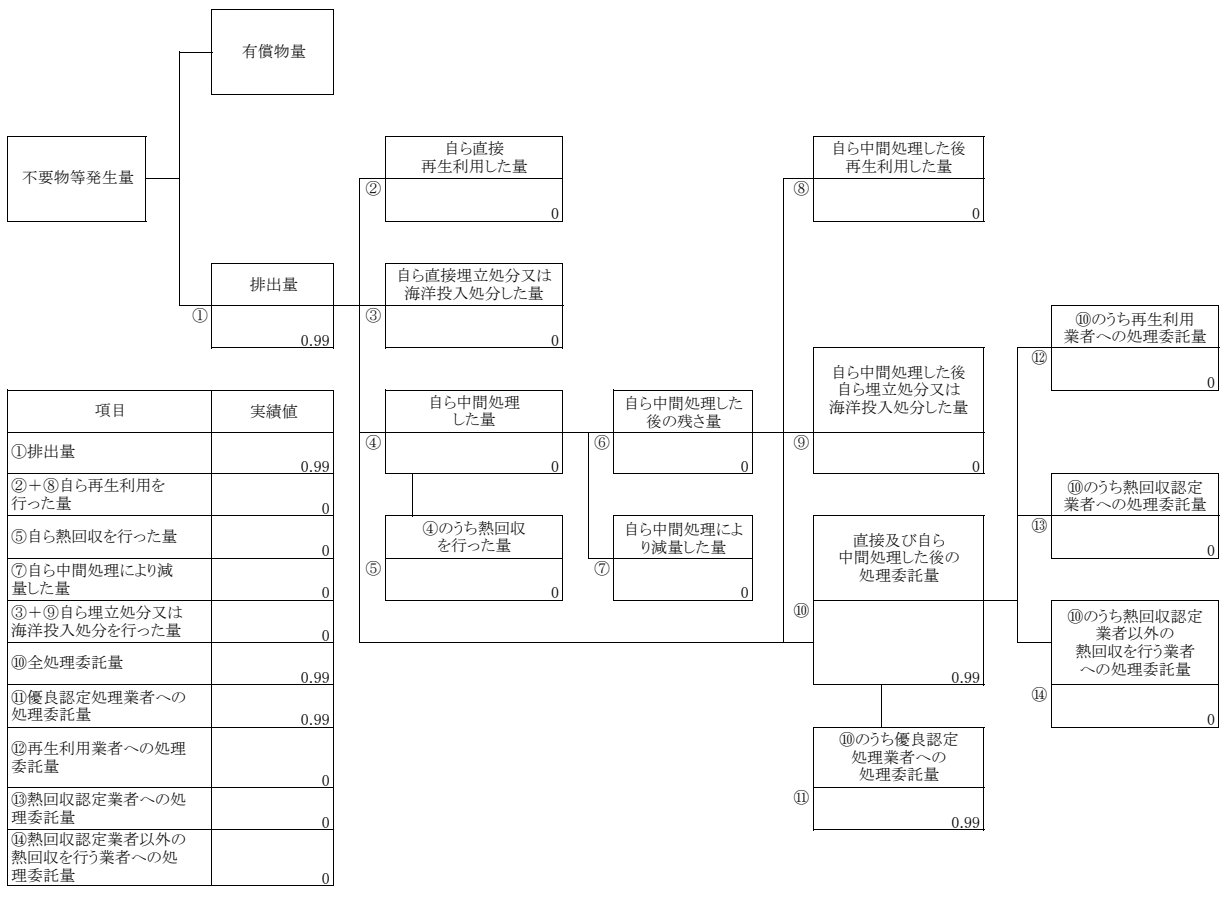 有償物量
不要物等発生量
排出量
①
0.99
自ら直接
再生利用した量
②
0
自ら直接埋立処分又は
海洋投入処分した量
③
0
自ら中間処理
した量
④
0
④のうち熱回収
を行った量
⑤
0
自ら中間処理した
後の残さ量
⑥
0
自ら中間処理によ
り減量した量
⑦
0
自ら中間処理した後
再生利用した量
⑧
0
自ら中間処理した後
自ら埋立処分又は
海洋投入処分した量
⑨
0
直接及び自ら
中間処理した後の
処理委託量
⑩
0.99
⑩のうち優良認定
処理業者への
処理委託量
⑪
0.99
⑩のうち再生利用
業者への処理委託量
⑫
0
⑩のうち熱回収認定
業者への処理委託量
⑬
0
⑩のうち熱回収認定
業者以外の
熱回収を行う業者
への処理委託量
⑭
0
項目 実績値
①排出量
0.99
②＋⑧自ら再生利用を
行った量
0
⑤自ら熱回収を行った量
0
⑦自ら中間処理により減
量した量
0
③＋⑨自ら埋立処分又は
海洋投入処分を行った量
0
⑩全処理委託量
0.99
⑪優良認定処理業者への
処理委託量
0.99
⑫再生利用業者への処理
委託量
0
⑬熱回収認定業者への処
理委託量
0
⑭熱回収認定業者以外の
熱回収を行う業者への処
理委託量
0